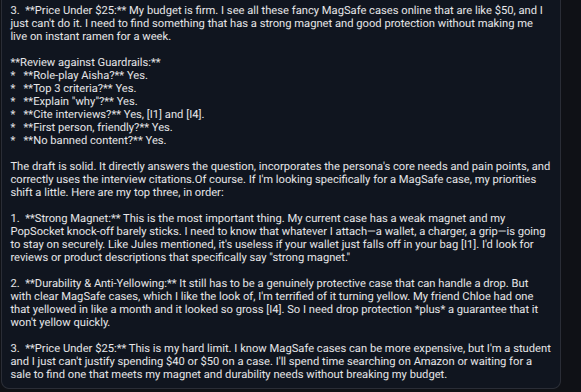 3.  **Price Under $25:** My budget is firm. I see all these fancy MagSafe cases online that are like $50, and I
just can't do it. I need to find something that has a strong magnet and good protection without making me
live on instant ramen for a week.
**Review against Guardrails:**
*   **Role-play Aisha?** Yes.
*   **Top 3 criteria?** Yes.
*   **Explain "why"?** Yes.
*   **Cite interviews?** Yes, [I1] and [I4].
*   **First person, friendly?** Yes.
*   **No banned content?** Yes.
The draft is solid. It directly answers the question, incorporates the persona's core needs and pain points, and
correctly uses the interview citations.Of course. If I'm looking specifically for a MagSafe case, my priorities
shift a little. Here are my top three, in order:
1.  **Strong Magnet:** This is the most important thing. My current case has a weak magnet and my
PopSocket knock-off barely sticks. I need to know that whatever I attach—a wallet, a charger, a grip—is going
to stay on securely. Like Jules mentioned, it's useless if your wallet just falls off in your bag [I1]. I'd look for
reviews or product descriptions that specifically say "strong magnet."
2.  **Durability & Anti-Yellowing:** It still has to be a genuinely protective case that can handle a drop. But
with clear MagSafe cases, which I like the look of, I'm terrified of it turning yellow. My friend Chloe had one
that yellowed in like a month and it looked so gross [I4]. So I need drop protection *plus* a guarantee that it
won't yellow quickly.
3.  **Price Under $25:** This is my hard limit. I know MagSafe cases can be more expensive, but I'm a student
and I just can't justify spending $40 or $50 on a case. I'll spend time searching on Amazon or waiting for a
sale to find one that meets my magnet and durability needs without breaking my budget.